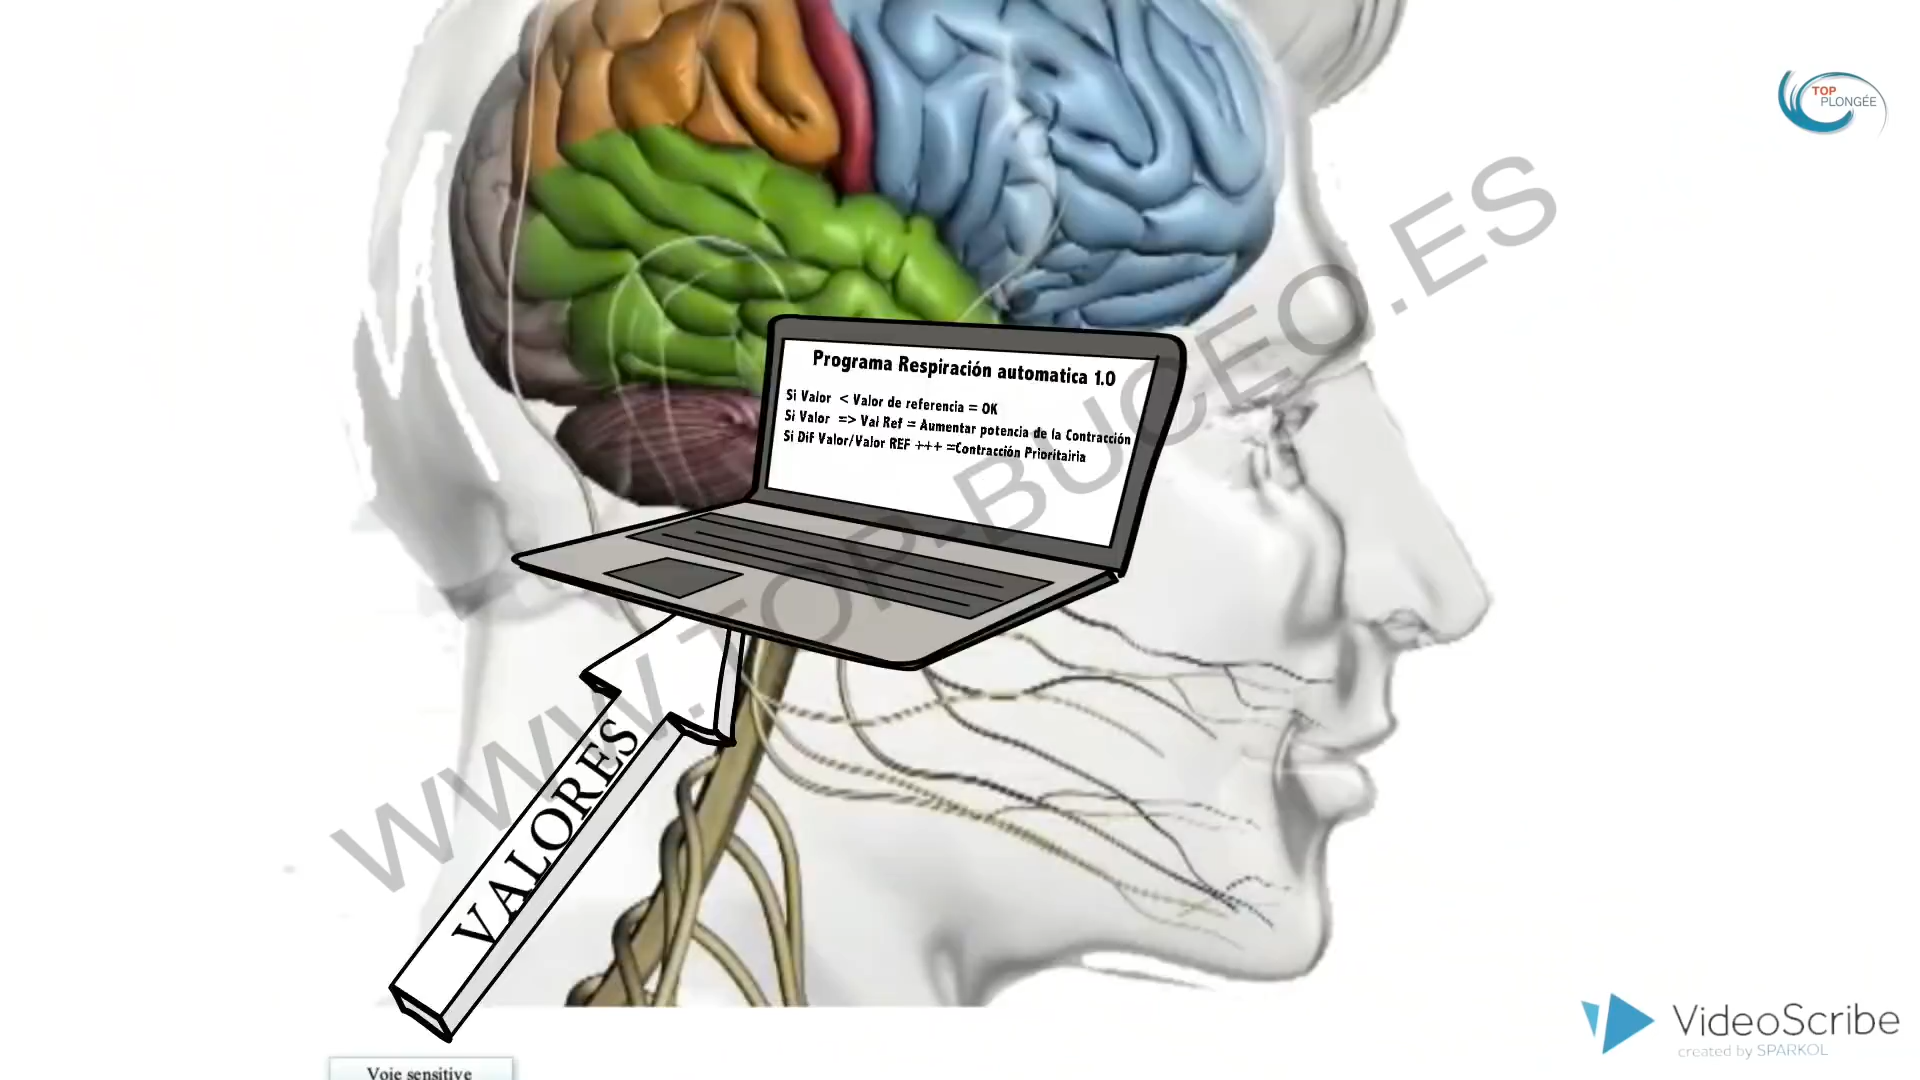 TOP
PLONGÉE
Programa Respiración automatica 1.0
Si Valor < Valor de referencia = OK
Si Valor => Val Ref = Aumentar potencia de la Contracción
Si Dif Valor/Valor REF +++ =Contracción Prioritairia
WWW.TOP-BUCEO.ES
VALORES
VideoScribe
created by SPARKOL
Voie sensitive